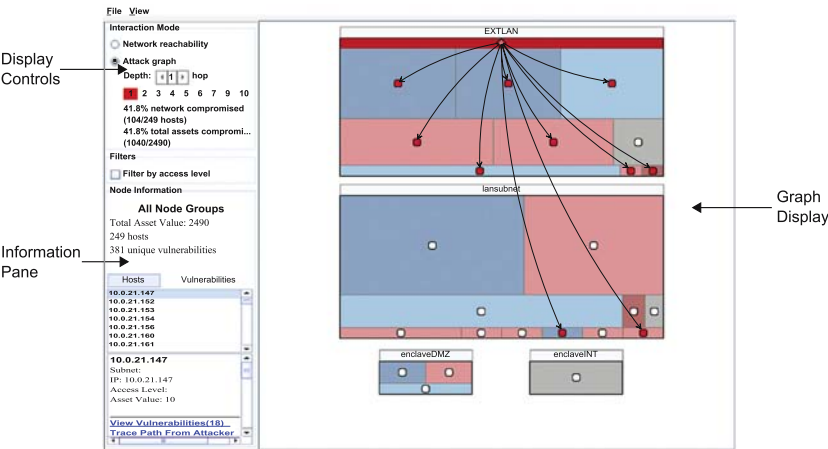 File View
Interaction Mode
Network reachability
Attack graph
Depth: 1 hop
1 2 3 4 5 6 7 8 9 10
41.8% network compromised
(104/249 hosts)
41.8% total assets compromi...
(1040/2490)
Filters
Filter by access level
Node Information
All Node Groups
Total Asset Value: 2490
249 hosts
381 unique vulnerabilities
Hosts Vulnerabilities
10.0.21.147
10.0.21.152
10.0.21.153
10.0.21.154
10.0.21.156
10.0.21.160
10.0.21.161
10.0.21.147
Subnet:
IP: 10.0.21.147
Access Level:
Asset Value: 10
View Vulnerabilities(18)
Trace Path From Attacker
Display
Controls
Information
Pane
EXTLAN
lansubnet
enclaveDMZ
enclaveINT
Graph
Display